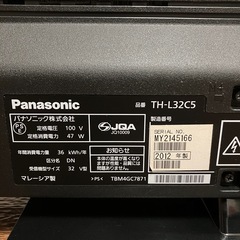 Panasonic
品番 TH-L32C5
パナソニック株式会社
定格電圧 100 V
定格消費電力 47 W
年間消費電力量 36 kWh/年
区分名 DN
受信機型サイズ 32 V型
マレーシア製
JQA
JQ10009
お知らせ
製造番号
SERIAL NO.
MY2145166
2012 年製
<PS>E TBM4GC7871